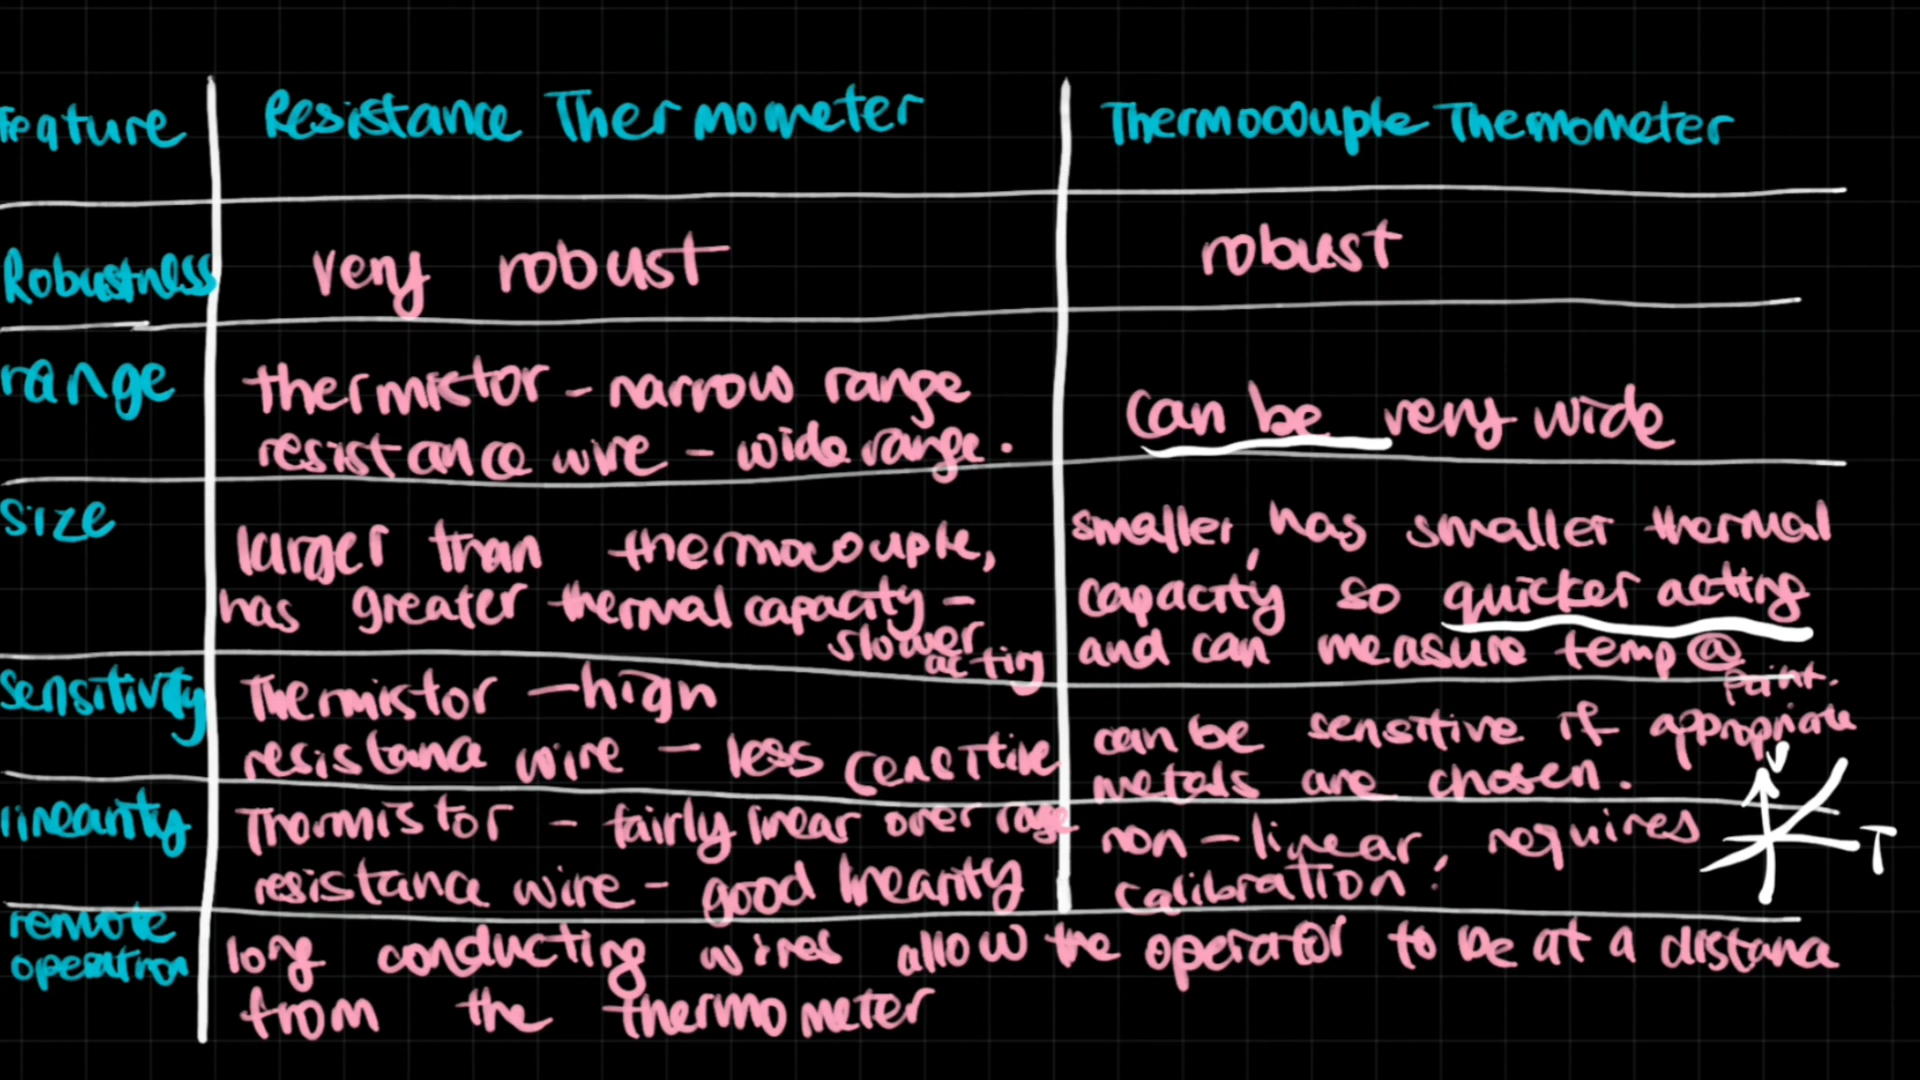 Feature Resistance Thermometer Thermocouple Themometer
Robustness very robust robust
range thermistor - narrow range
resistance wire - wide range.
can be very wide
size
larger than thermocouple,
has greater thermal capacity -
slower
acting
smaller, has smaller thermal
capacity so quicker acting
and can measure temp @
point.
sensitivity Thermistor - high
resistance wire - less censitive
can be sensitive if appropriate
metals are chosen.
linearity Thermistor - fairly linear over range
resistance wire - good linearity
non-linear, requires
calibration.
V
T
remote
operation
long conducting wires allow the operator to be at a distance
from the thermometer